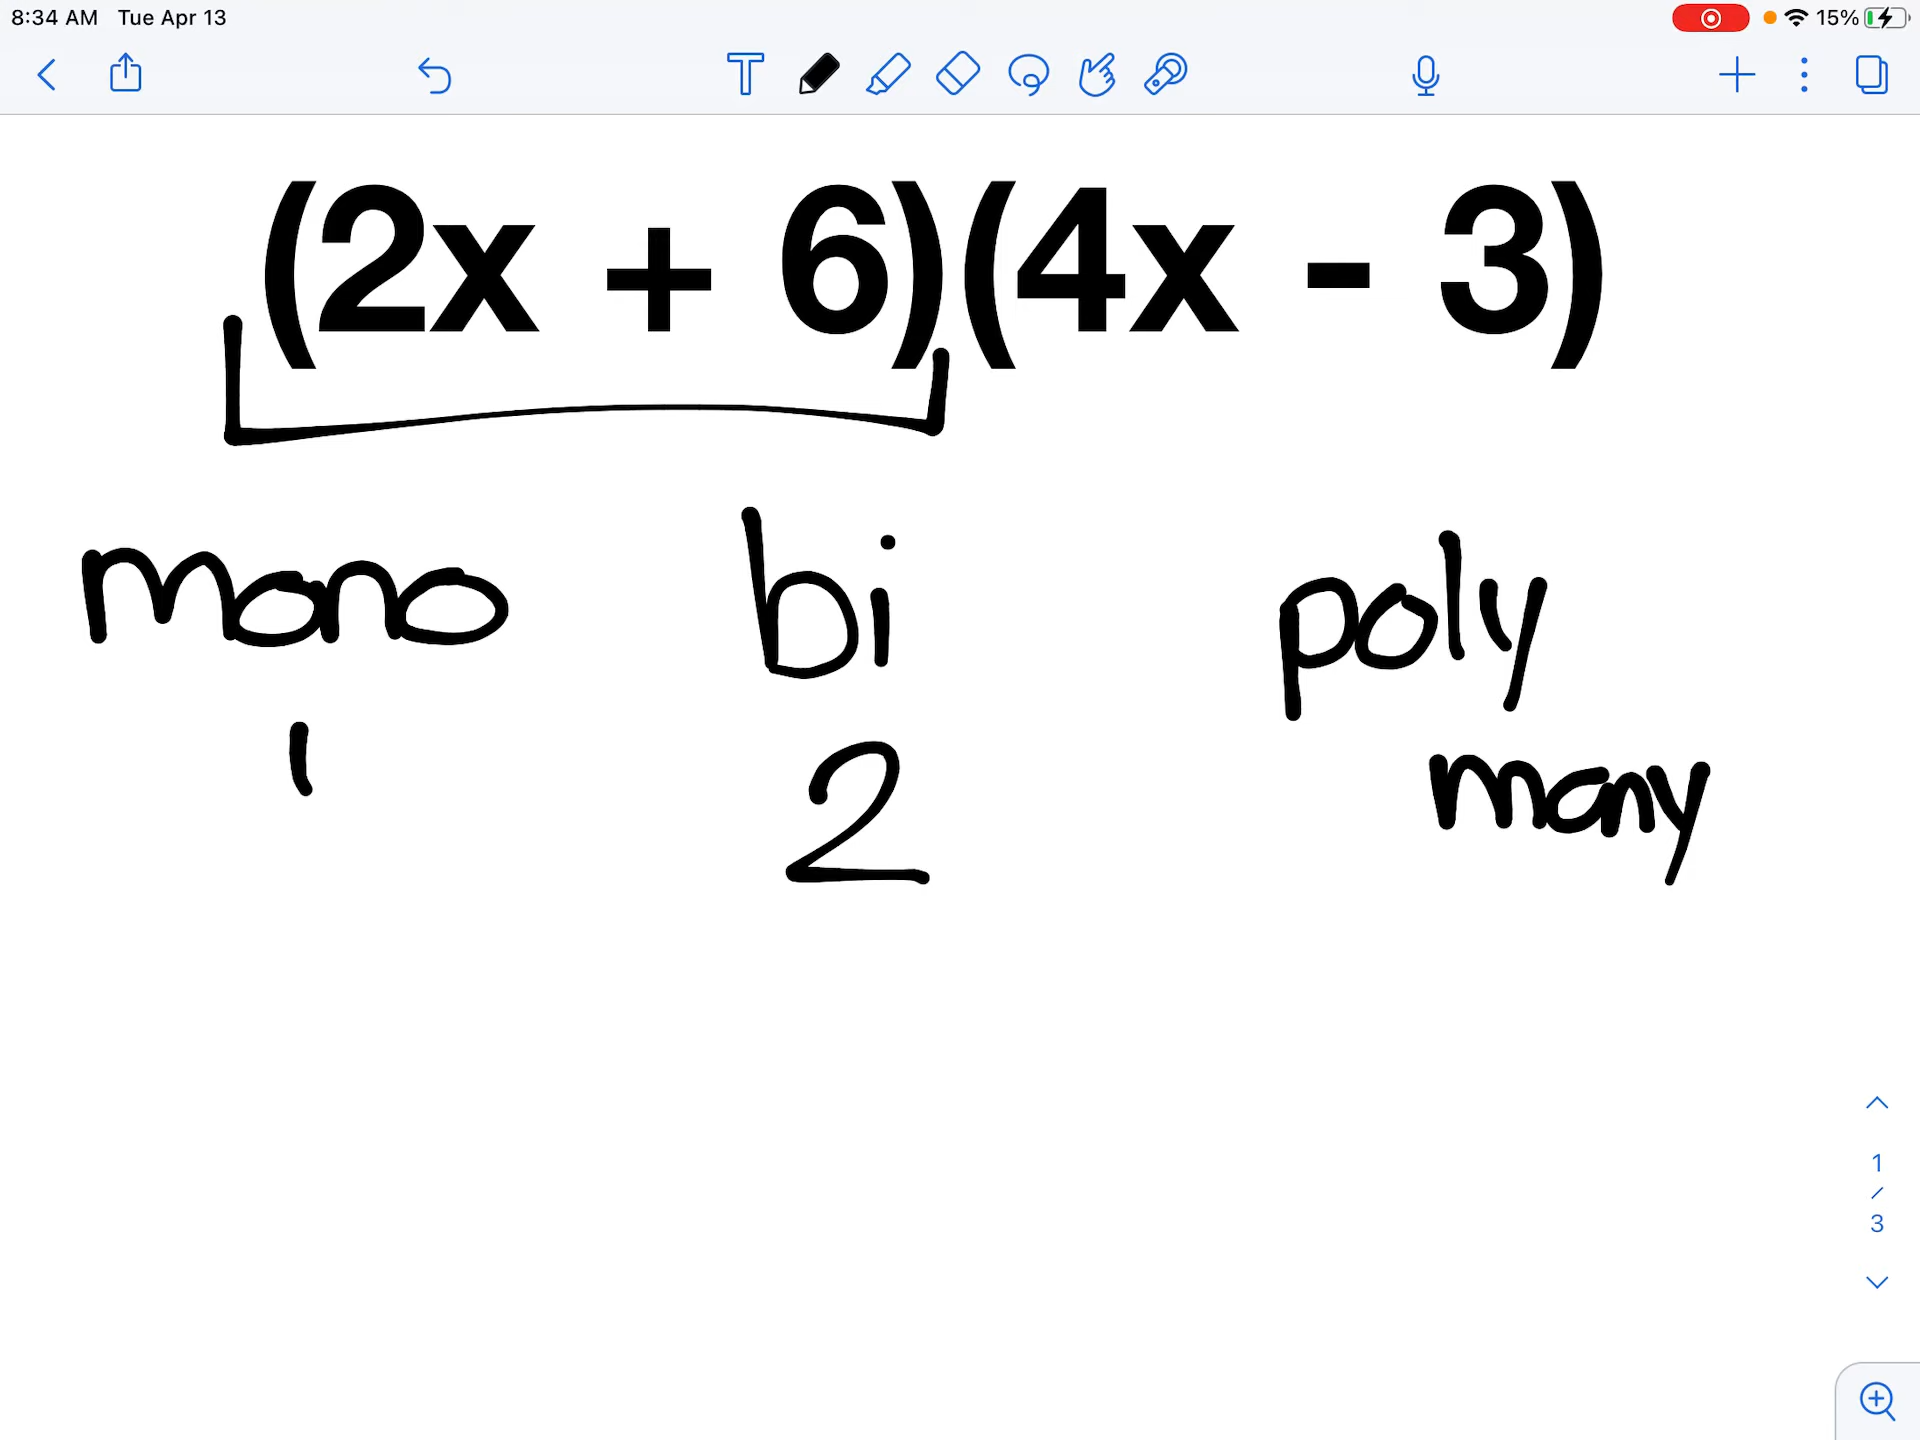 8:34 AM Tue Apr 13 15%
T
(2x + 6)(4x - 3)
mono bi poly
1 2 many
1
/
3